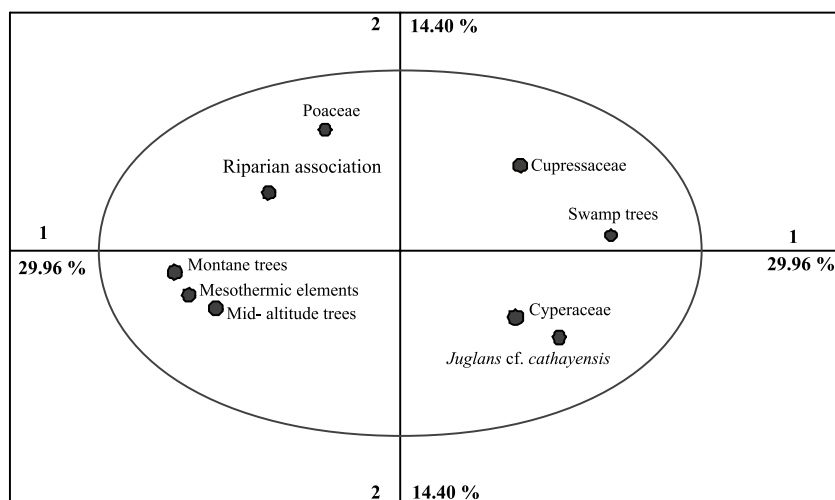 2 14.40 %
Poaceae
Riparian association
Cupressaceae
Swamp trees
1 1
29.96 % 29.96 %
Montane trees
Mesothermic elements
Mid- altitude trees
Cyperaceae
Juglans cf. cathayensis
2 14.40 %